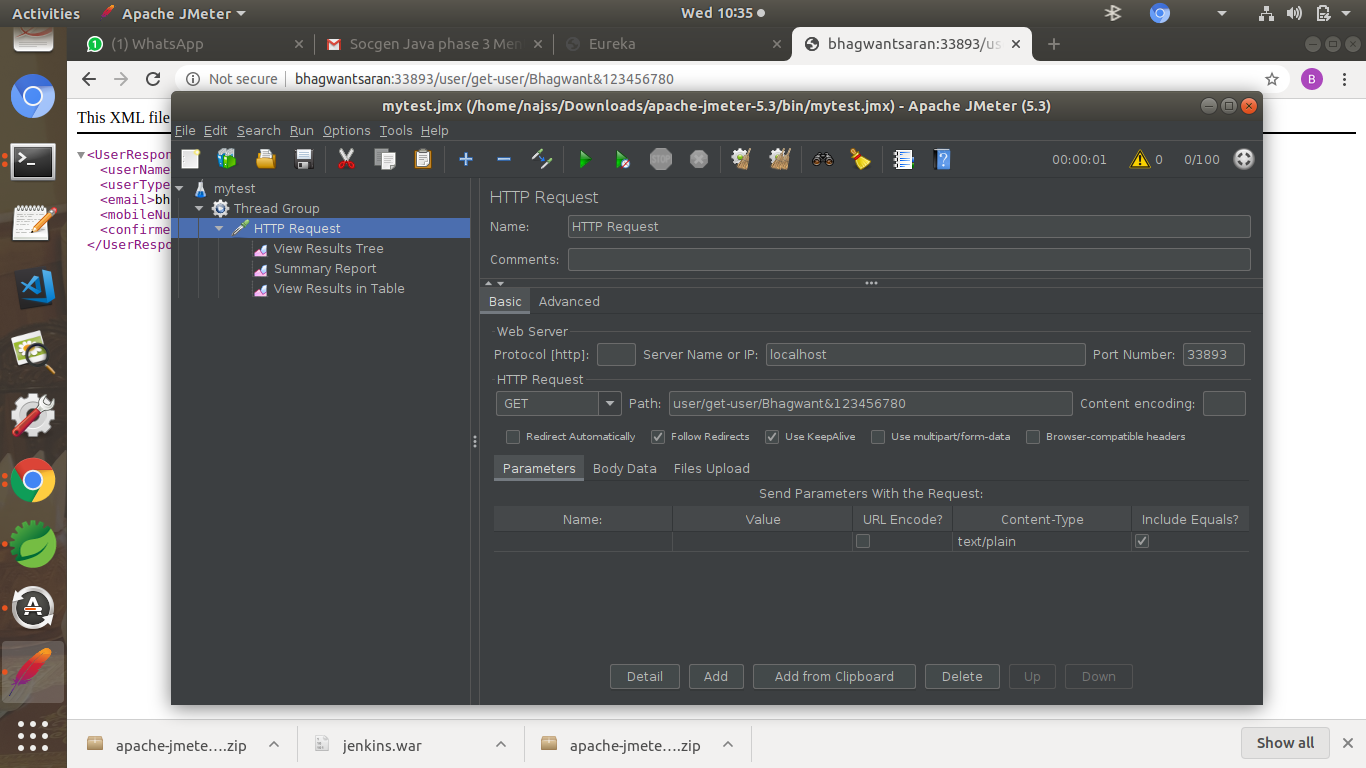 Activities Apache JMeter Wed 10:35
(1) WhatsApp Socgen Java phase 3 Men Eureka bhagwantsaran:33893/us
Not secure bhagwantsaran:33893/user/get-user/Bhagwant&123456780 B
This XML file
<UserRespon
<userName
<userType
<email>bh
<mobileNu
<confirme
</UserRespo
mytest.jmx (/home/najss/Downloads/apache-jmeter-5.3/bin/mytest.jmx) - Apache JMeter (5.3)
File Edit Search Run Options Tools Help
STOP 00:00:01 0 0/100
mytest
Thread Group
HTTP Request
View Results Tree
Summary Report
View Results in Table
HTTP Request
Name: HTTP Request
Comments:
Basic Advanced
Web Server
Protocol [http]: Server Name or IP: localhost Port Number: 33893
HTTP Request
GET Path: user/get-user/Bhagwant&123456780 Content encoding:
Redirect Automatically Follow Redirects Use KeepAlive Use multipart/form-data Browser-compatible headers
Parameters Body Data Files Upload
Send Parameters With the Request:
Name: Value URL Encode? Content-Type Include Equals?
text/plain
Detail Add Add from Clipboard Delete Up Down
apache-jmete....zip jenkins.war apache-jmete....zip Show all